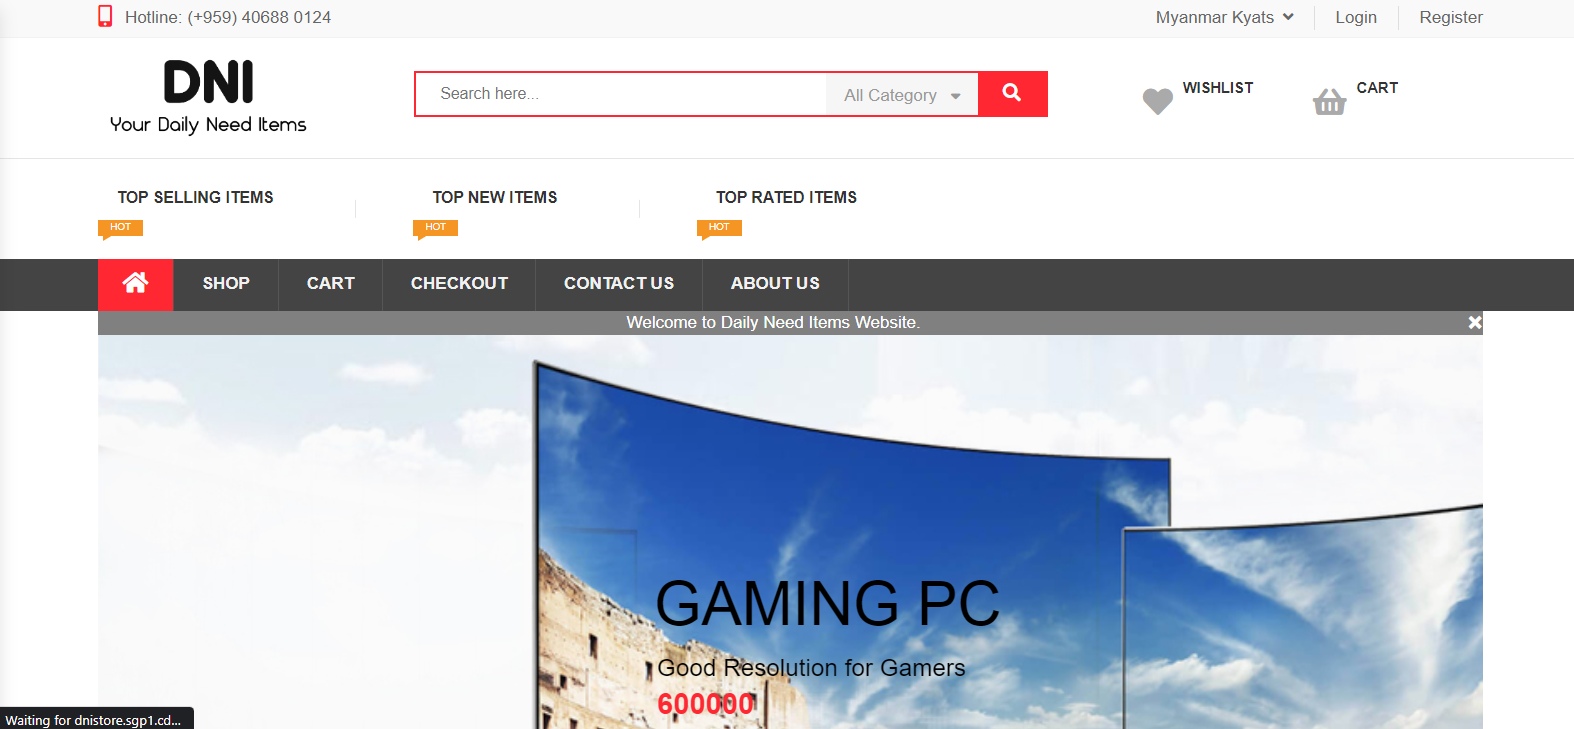 Hotline: (+959) 40688 0124
Myanmar Kyats
Login
Register
DNI
Your Daily Need Items
Search here...
All Category
WISHLIST
CART
TOP SELLING ITEMS
TOP NEW ITEMS
TOP RATED ITEMS
HOT
HOT
HOT
SHOP
CART
CHECKOUT
CONTACT US
ABOUT US
Welcome to Daily Need Items Website.
GAMING PC
Good Resolution for Gamers
600000
Waiting for dnistore.sgp1.cd...